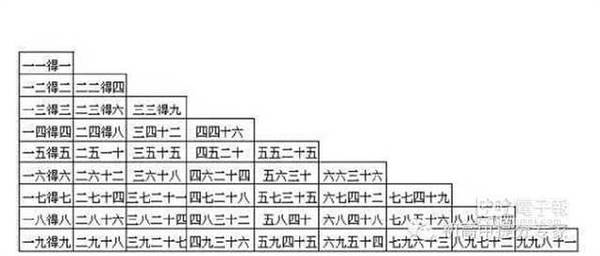 一一得一
一二得二 二二得四
一三得三 二三得六 三三得九
一四得四 二四得八 三四十二 四四十六
一五得五 二五一十 三五十五 四五二十 五五二十五
一六得六 二六十二 三六十八 四六二十四 五六三十 六六三十六
一七得七 二七十四 三七二十一 四七二十八 五七三十五 六七四十二 七七四十九
一八得八 二八十六 三八二十四 四八三十二 五八四十 六八四十八 七八五十六 八八六十四
一九得九 二九十八 三九二十七 四九三十六 五九四十五 六九五十四 七九六十三 八九七十二 九九八十一
電子報